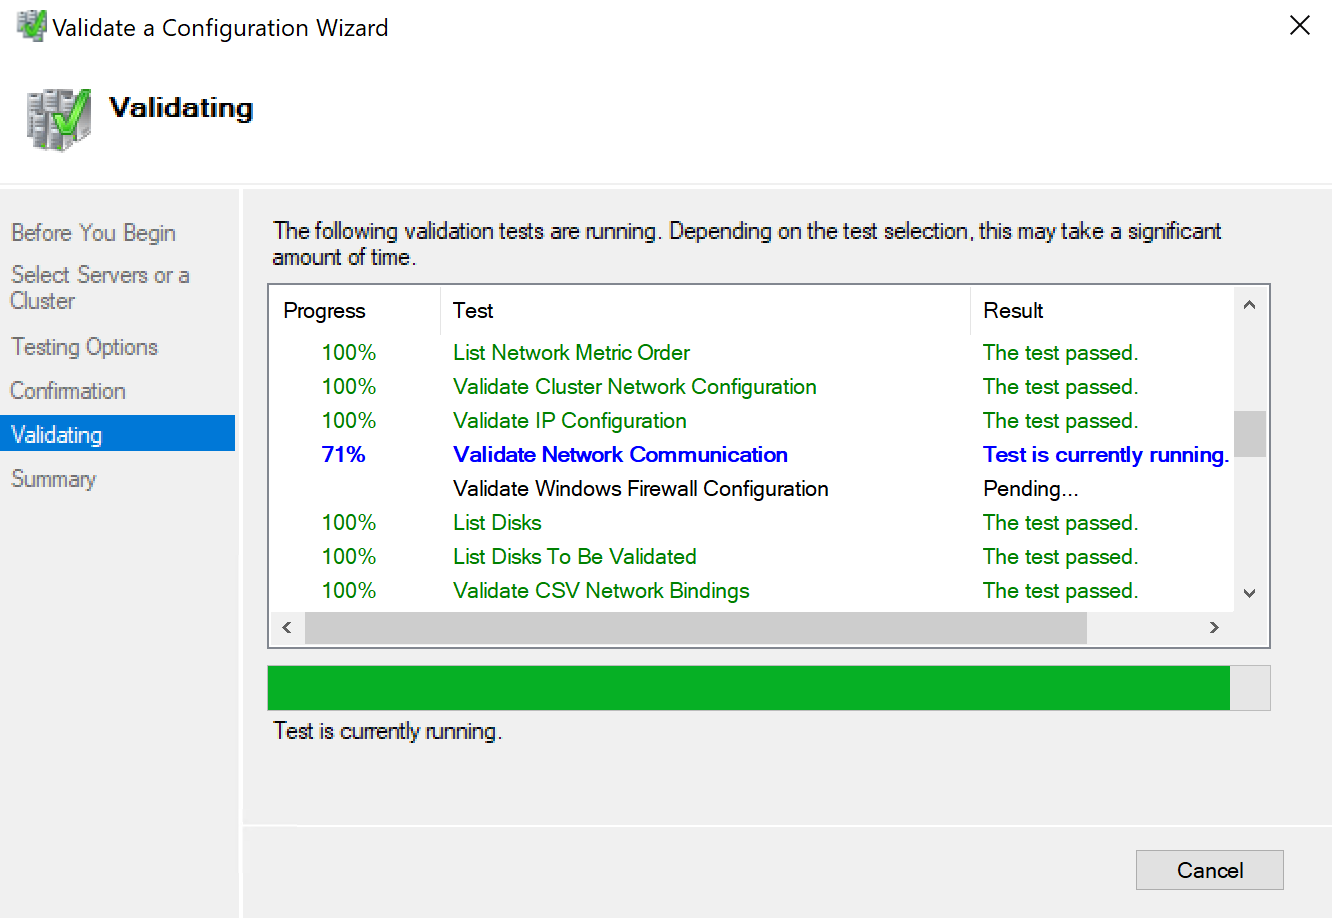 Validate a Configuration Wizard
Validating
Before You Begin
Select Servers or a
Cluster
Testing Options
Confirmation
Validating
Summary
The following validation tests are running. Depending on the test selection, this may take a significant
amount of time.
Progress Test Result
100% List Network Metric Order The test passed.
100% Validate Cluster Network Configuration The test passed.
100% Validate IP Configuration The test passed.
71% Validate Network Communication Test is currently running.
Validate Windows Firewall Configuration Pending...
100% List Disks The test passed.
100% List Disks To Be Validated The test passed.
100% Validate CSV Network Bindings The test passed.
Test is currently running.
Cancel